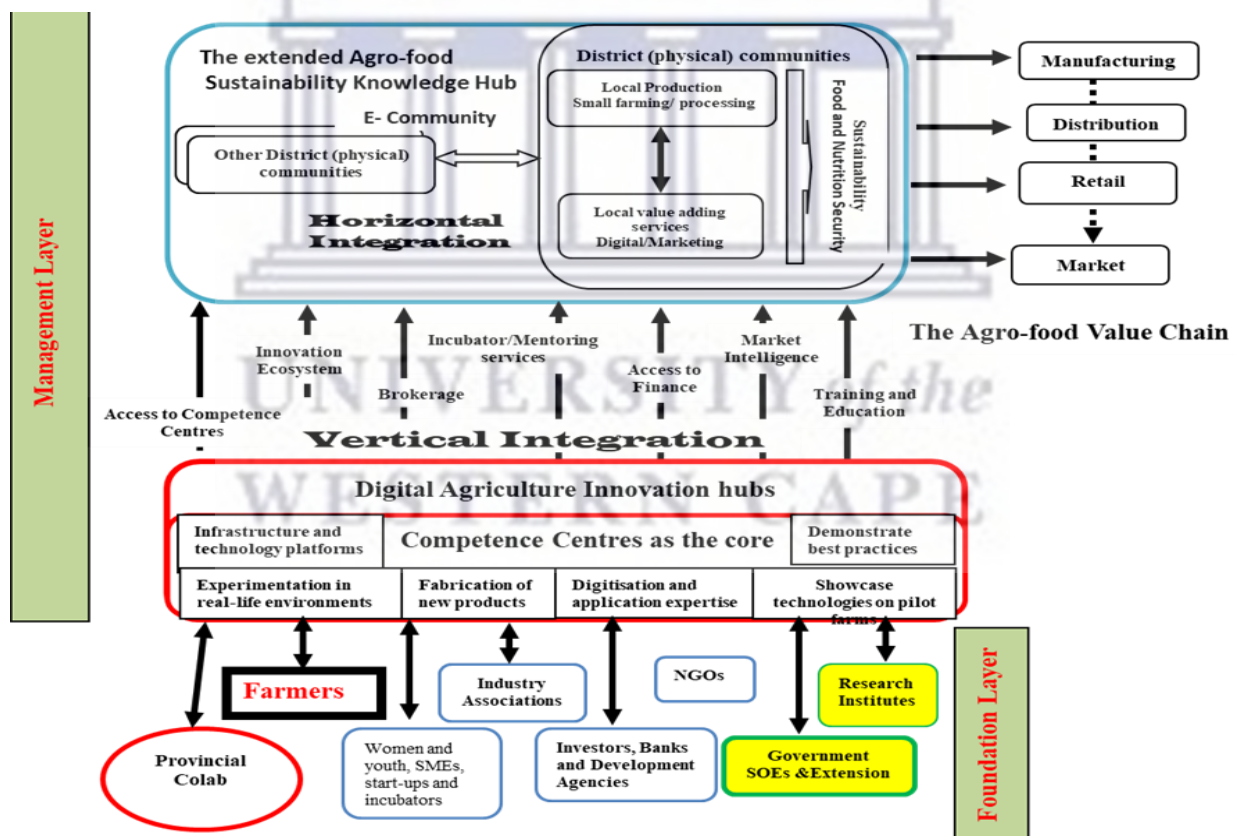 Management Layer
The extended Agro-food
Sustainability Knowledge Hub
E- Community
Other District (physical)
communities
Horizontal
Integration
District (physical) communities
Local Production
Small farming/ processing
Local value adding
services
Digital/Marketing
Sustainability
Food and Nutrition Security
Manufacturing
Distribution
Retail
Market
The Agro-food Value Chain
Access to Competence
Centres
Innovation
Ecosystem
Brokerage
Incubator/Mentoring
services
Access to
Finance
Market
Intelligence
Training and
Education
UNIVERSITY of the
WESTERN CAPE
Vertical Integration
Digital Agriculture Innovation hubs
Infrastructure and
technology platforms
Competence Centres as the core
Demonstrate
best practices
Experimentation in
real-life environments
Fabrication of
new products
Digitisation and
application expertise
Showcase
technologies on pilot
farms
Farmers
Industry
Associations
NGOs
Research
Institutes
Provincial
Colab
Women and
youth, SMEs,
start-ups and
incubators
Investors, Banks
and Development
Agencies
Government
SOEs &Extension
Foundation Layer